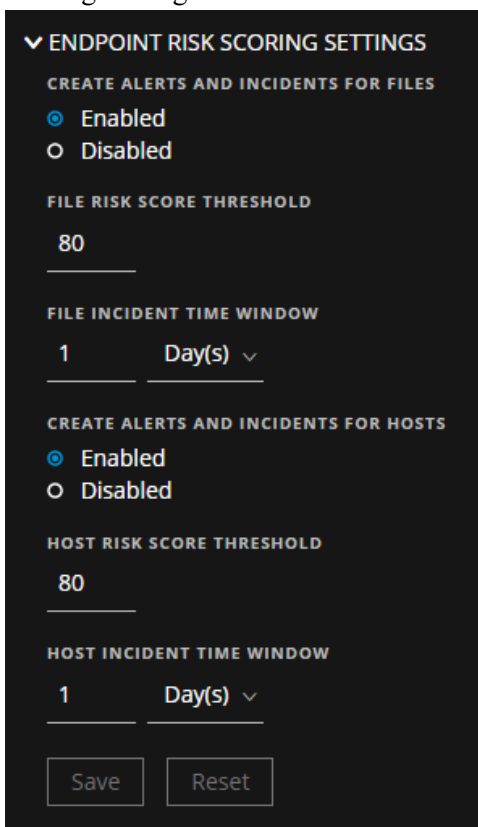 ENDPOINT RISK SCORING SETTINGS
CREATE ALERTS AND INCIDENTS FOR FILES
Enabled
Disabled
FILE RISK SCORE THRESHOLD
80
FILE INCIDENT TIME WINDOW
1 Day(s)
CREATE ALERTS AND INCIDENTS FOR HOSTS
Enabled
Disabled
HOST RISK SCORE THRESHOLD
80
HOST INCIDENT TIME WINDOW
1 Day(s)
Save Reset